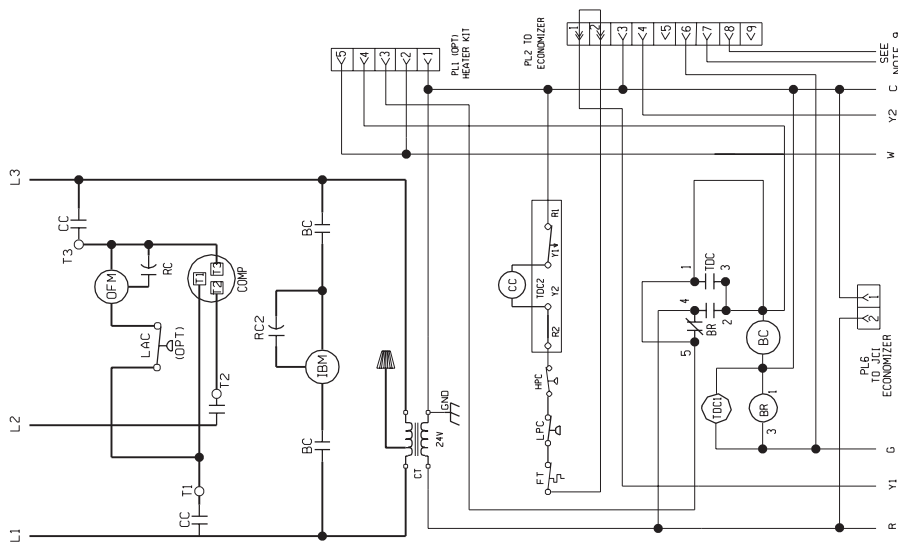 L1
L2
L3
CC
T1
LAC
(OPT)
T3
CC
OFM
RC
T2
T1
T2
T3
COMP
BC
IBM
RC2
BC
CT
24V
GND
PL1 (OPT)
HEATER KIT
5
4
3
2
1
FT
LPC
HPC
R2
CC
TDC2
Y2
Y1
R1
PL2 TO
ECONOMIZER
1
2
3
4
5
6
7
8
9
5
4
BR
2
1
TDC
3
TDC1
BC
BR
3
1
PL6
TO JCI
ECONOMIZER
2
1
R
Y1
G
W
Y2
C
SEE
NOTE 9